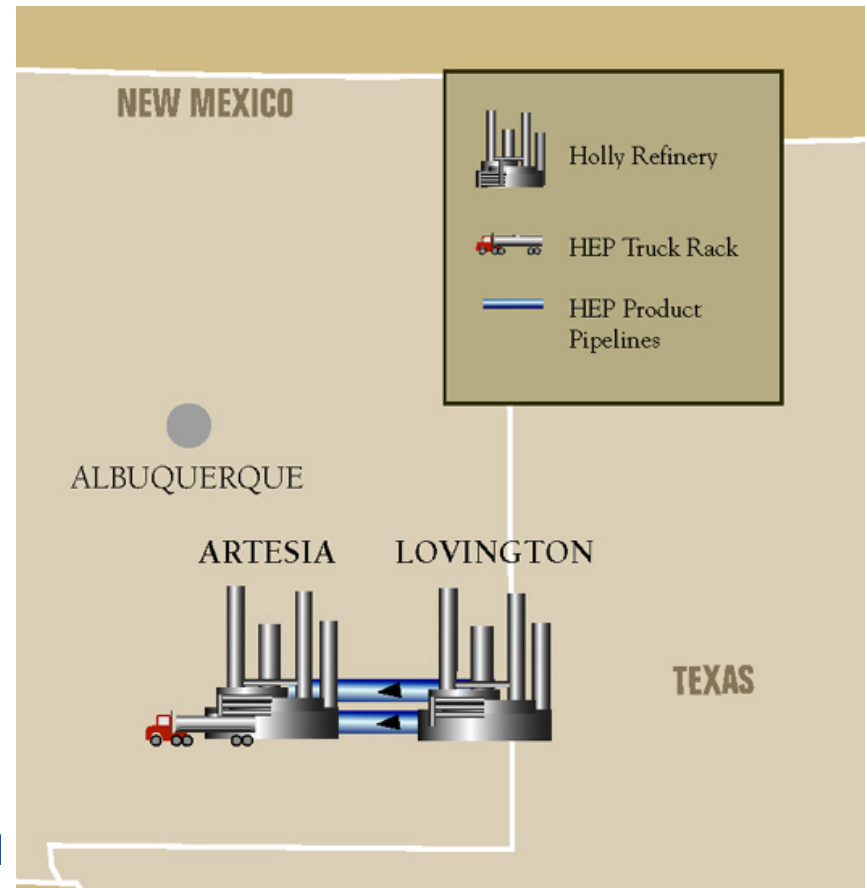 NEW MEXICO
Holly Refinery
HEP Truck Rack
HEP Product
Pipelines
ALBUQUERQUE
ARTESIA
LOVINGTON
TEXAS